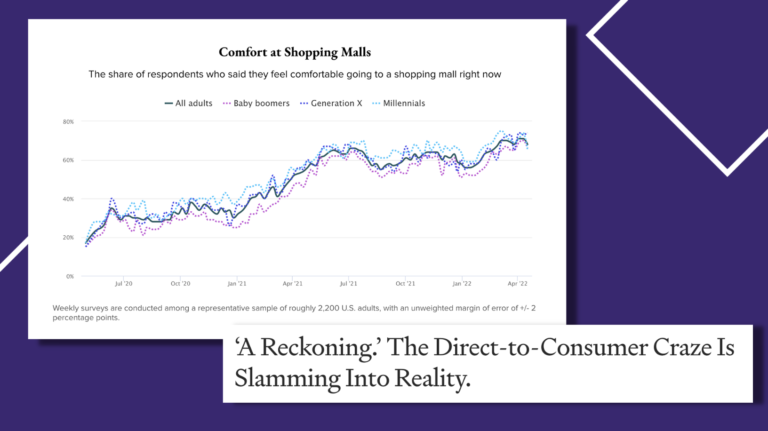 Comfort at Shopping Malls
The share of respondents who said they feel comfortable going to a shopping mall right now
All adults Baby boomers Generation X Millennials
80%
60%
40%
20%
0%
Jul '20 Oct '20 Jan '21 Apr '21 Jul '21 Oct '21 Jan '22 Apr '22
Weekly surveys are conducted among a representative sample of roughly 2,200 U.S. adults, with an unweighted margin of error of +/- 2
percentage points.
‘A Reckoning.’ The Direct-to-Consumer Craze Is
Slamming Into Reality.